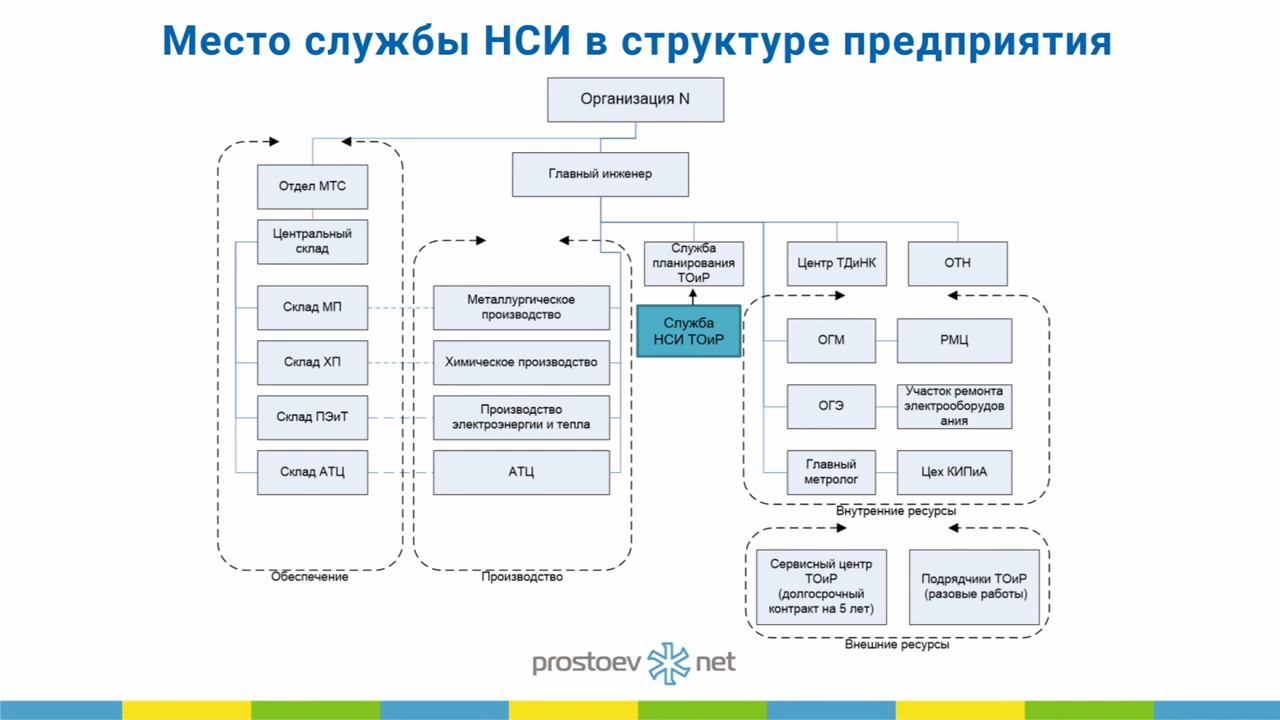 Место службы НСИ в структуре предприятия
Организация N
Главный инженер
Отдел МТС
Центральный
склад
Склад МП
Склад ХП
Склад ПЭиТ
Склад АТЦ
Обеспечение
Металлургическое
производство
Химическое производство
Производство
электроэнергии и тепла
АТЦ
Производство
Служба
планирования
ТОиР
Служба
НСИ ТОиР
Центр ТДиНК
ОТН
ОГМ
РМЦ
ОГЭ
Участок ремонта
электрооборудов
ания
Главный
метролог
Цех КИПиА
Внутренние ресурсы
Сервисный центр
ТОиР
(долгосрочный
контракт на 5 лет)
Подрядчики ТОиР
(разовые работы)
Внешние ресурсы
prostoev net